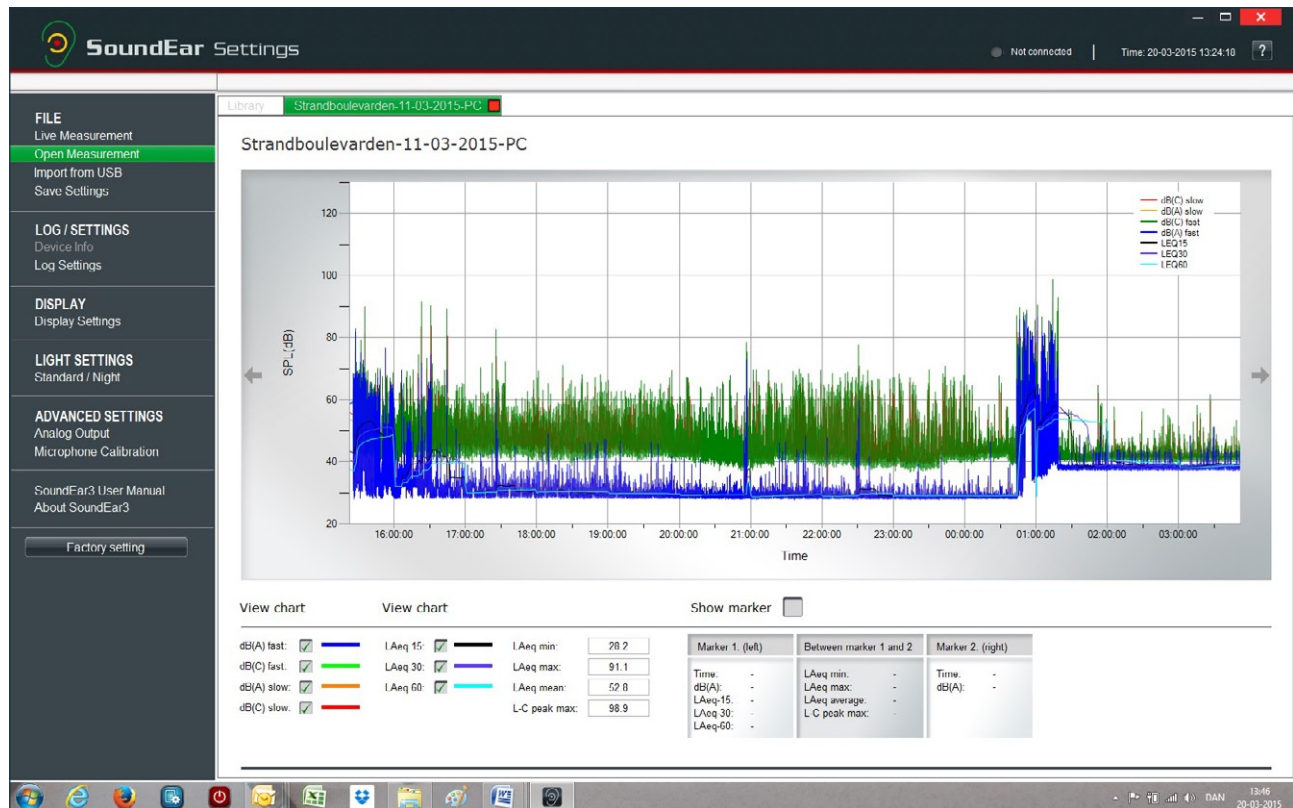 SoundEar Settings
Not connected | Time: 20-03-2015 13:24:18 ?
Library Strandboulevarden-11-03-2015-PC
FILE
Live Measurement
Open Measurement
Import from USB
Save Settings
LOG / SETTINGS
Device Info
Log Settings
DISPLAY
Display Settings
LIGHT SETTINGS
Standard / Night
ADVANCED SETTINGS
Analog Output
Microphone Calibration
SoundEar3 User Manual
About SoundEar3
Factory setting
Strandboulevarden-11-03-2015-PC
SPL(dB)
120
100
80
60
40
20
dB(C) slow
dB(A) slow
dB(C) fast
dB(A) fast
LEQ15
LEQ30
LEQ60
16:00:00 17:00:00 18:00:00 19:00:00 20:00:00 21:00:00 22:00:00 23:00:00 00:00:00 01:00:00 02:00:00 03:00:00
Time
View chart View chart Show marker
dB(A) fast: LAeq 15: LAeq min: 28.2
dB(C) fast: LAeq 30: LAeq max: 91.1
dB(A) slow: LAeq 60: LAeq mean: 52.8
dB(C) slow: L-C peak max: 98.9
Marker 1. (left) Between marker 1 and 2 Marker 2. (right)
Time: - LAeq min: - Time: -
dB(A): - LAeq max: - dB(A): -
LAeq-15: - LAeq average: -
LAeq 30: - L-C peak max: -
LAeq-60: -
DAN 13:46
20-03-2015